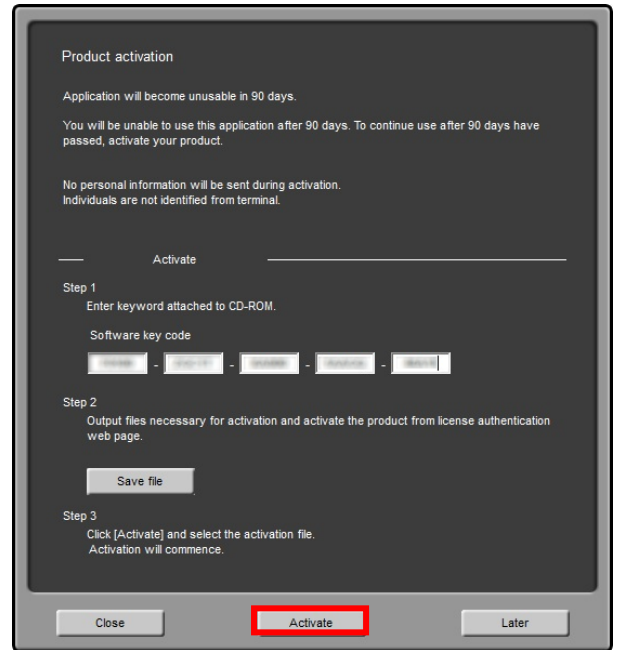 Product activation
Application will become unusable in 90 days.
You will be unable to use this application after 90 days. To continue use after 90 days have
passed, activate your product.
No personal information will be sent during activation.
Individuals are not identified from terminal.
Activate
Step 1
Enter keyword attached to CD-ROM.
Software key code
- - - -
Step 2
Output files necessary for activation and activate the product from license authentication
web page.
Save file
Step 3
Click [Activate] and select the activation file.
Activation will commence.
Close Activate Later